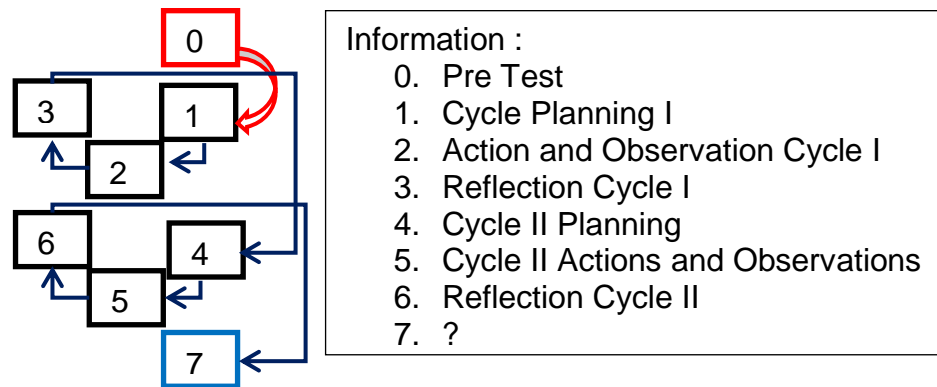 0
3
1
2
6
4
5
7
Information :
0. Pre Test
1. Cycle Planning I
2. Action and Observation Cycle I
3. Reflection Cycle I
4. Cycle II Planning
5. Cycle II Actions and Observations
6. Reflection Cycle II
7. ?